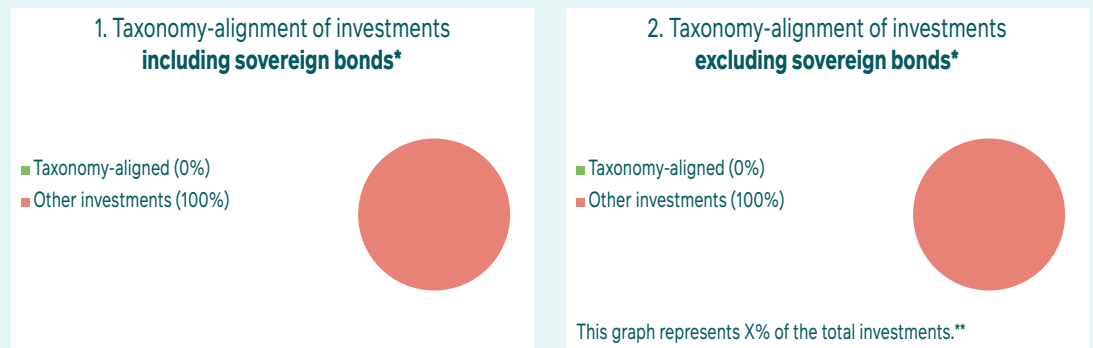 1. Taxonomy-alignment of investments
including sovereign bonds*
Taxonomy-aligned (0%)
Other investments (100%)
2. Taxonomy-alignment of investments
excluding sovereign bonds*
Taxonomy-aligned (0%)
Other investments (100%)
This graph represents X% of the total investments.**